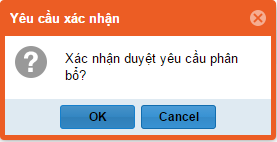 Yêu cầu xác nhận
Xác nhận duyệt yêu cầu phân
bổ?
OK
Cancel